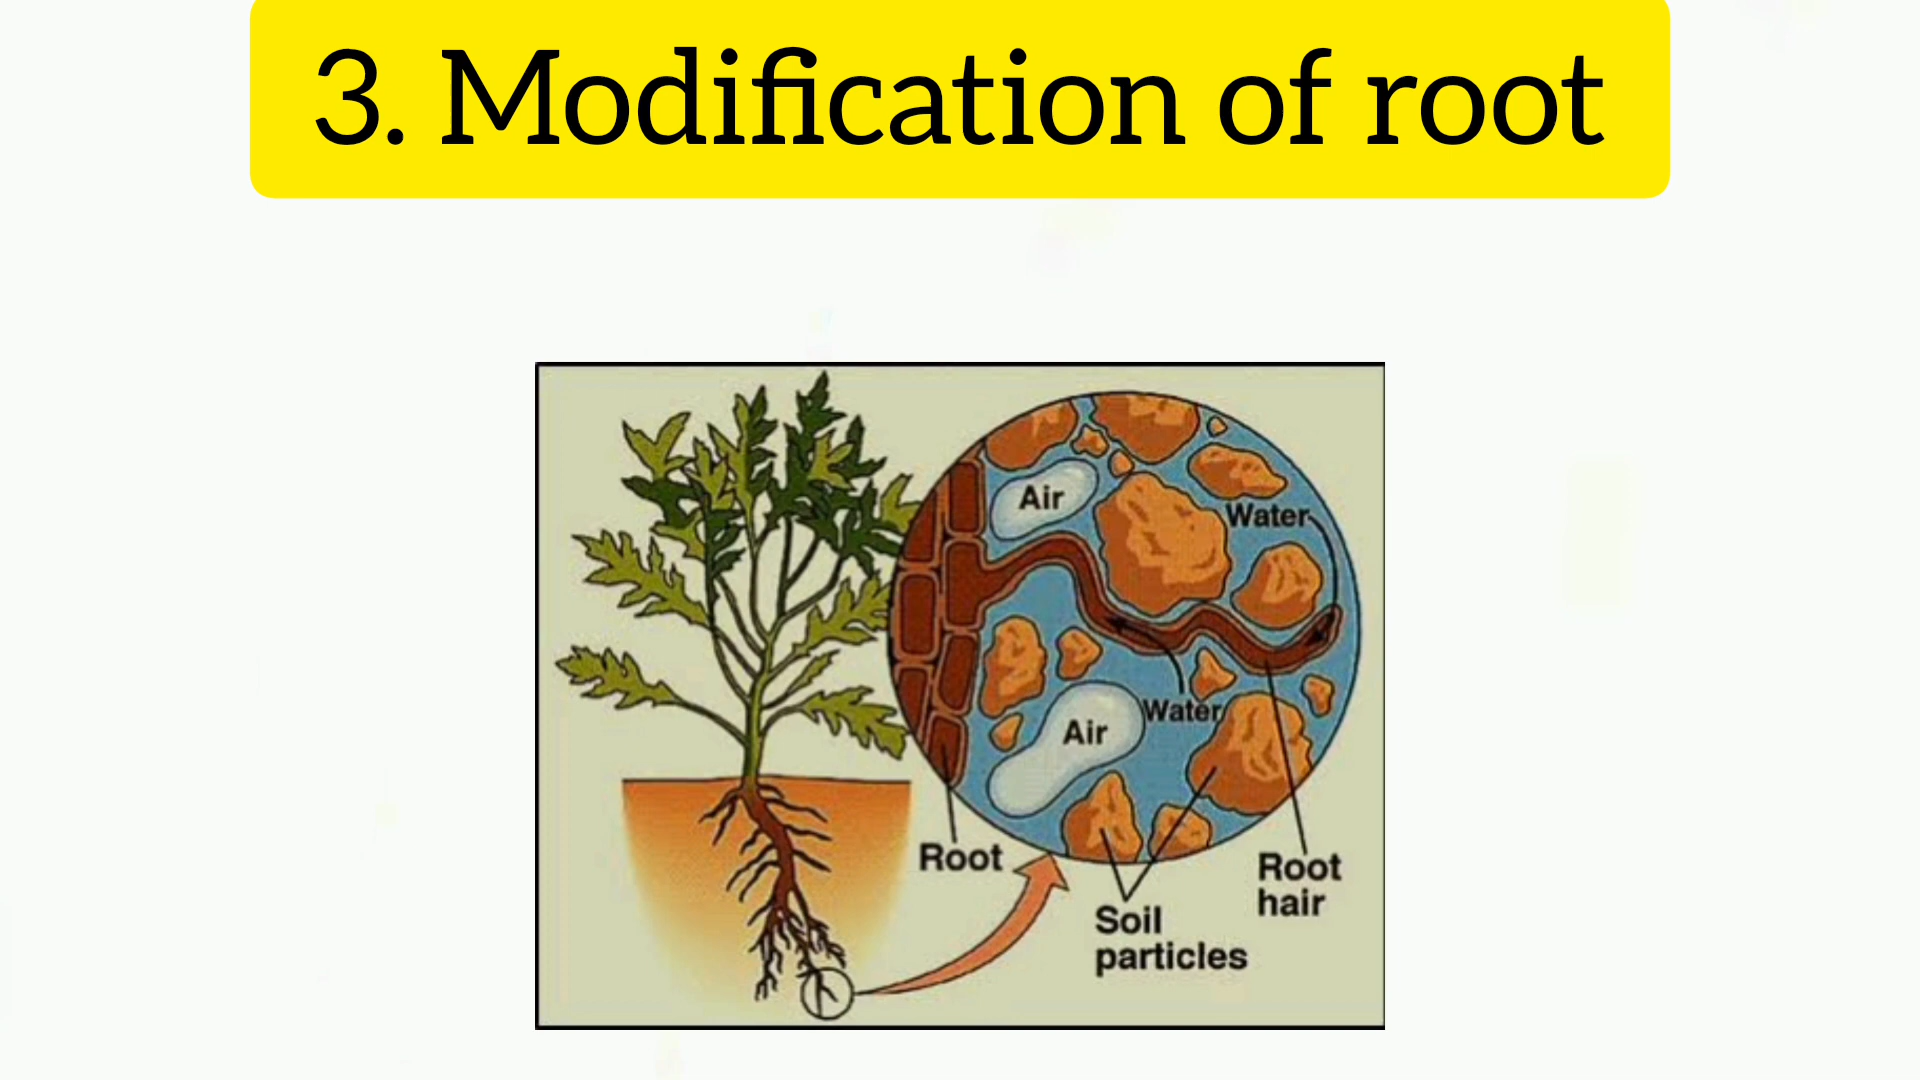 3. Modification of root
Air
Water
Water
Air
Root
Root
hair
Soil
particles